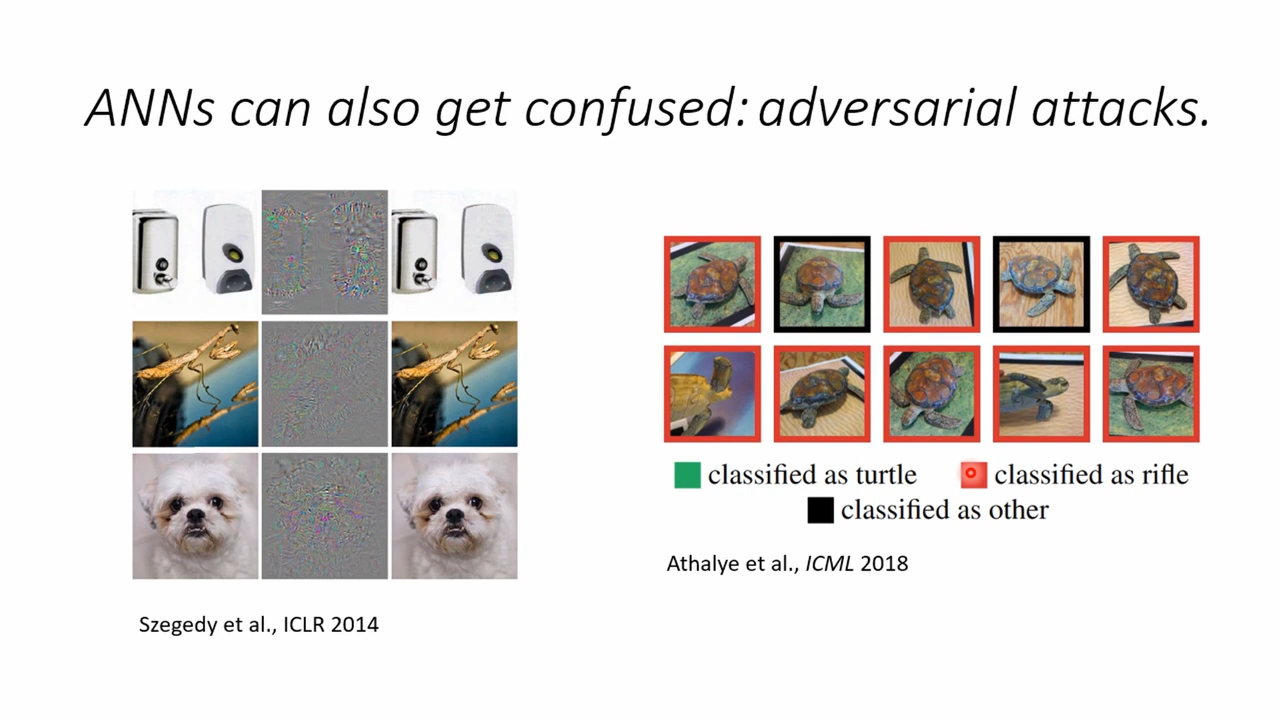 ANNs can also get confused: adversarial attacks.
classified as turtle
classified as rifle
classified as other
Athalye et al., ICML 2018
Szegedy et al., ICLR 2014